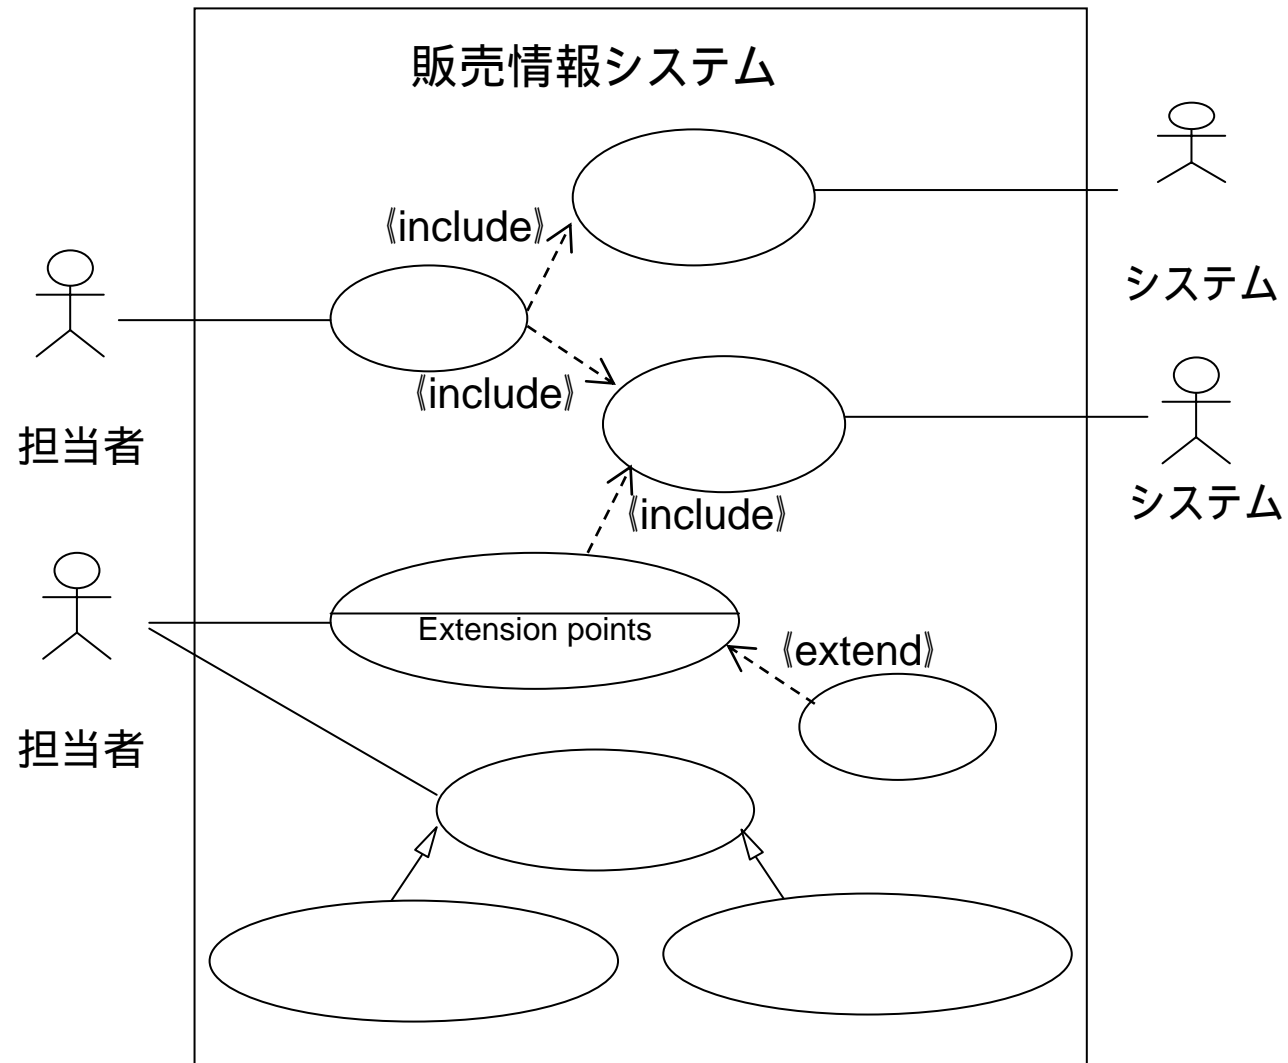 販売情報システム
《include》
システム
《include》
担当者
システム
《include》
Extension points
《extend》
担当者